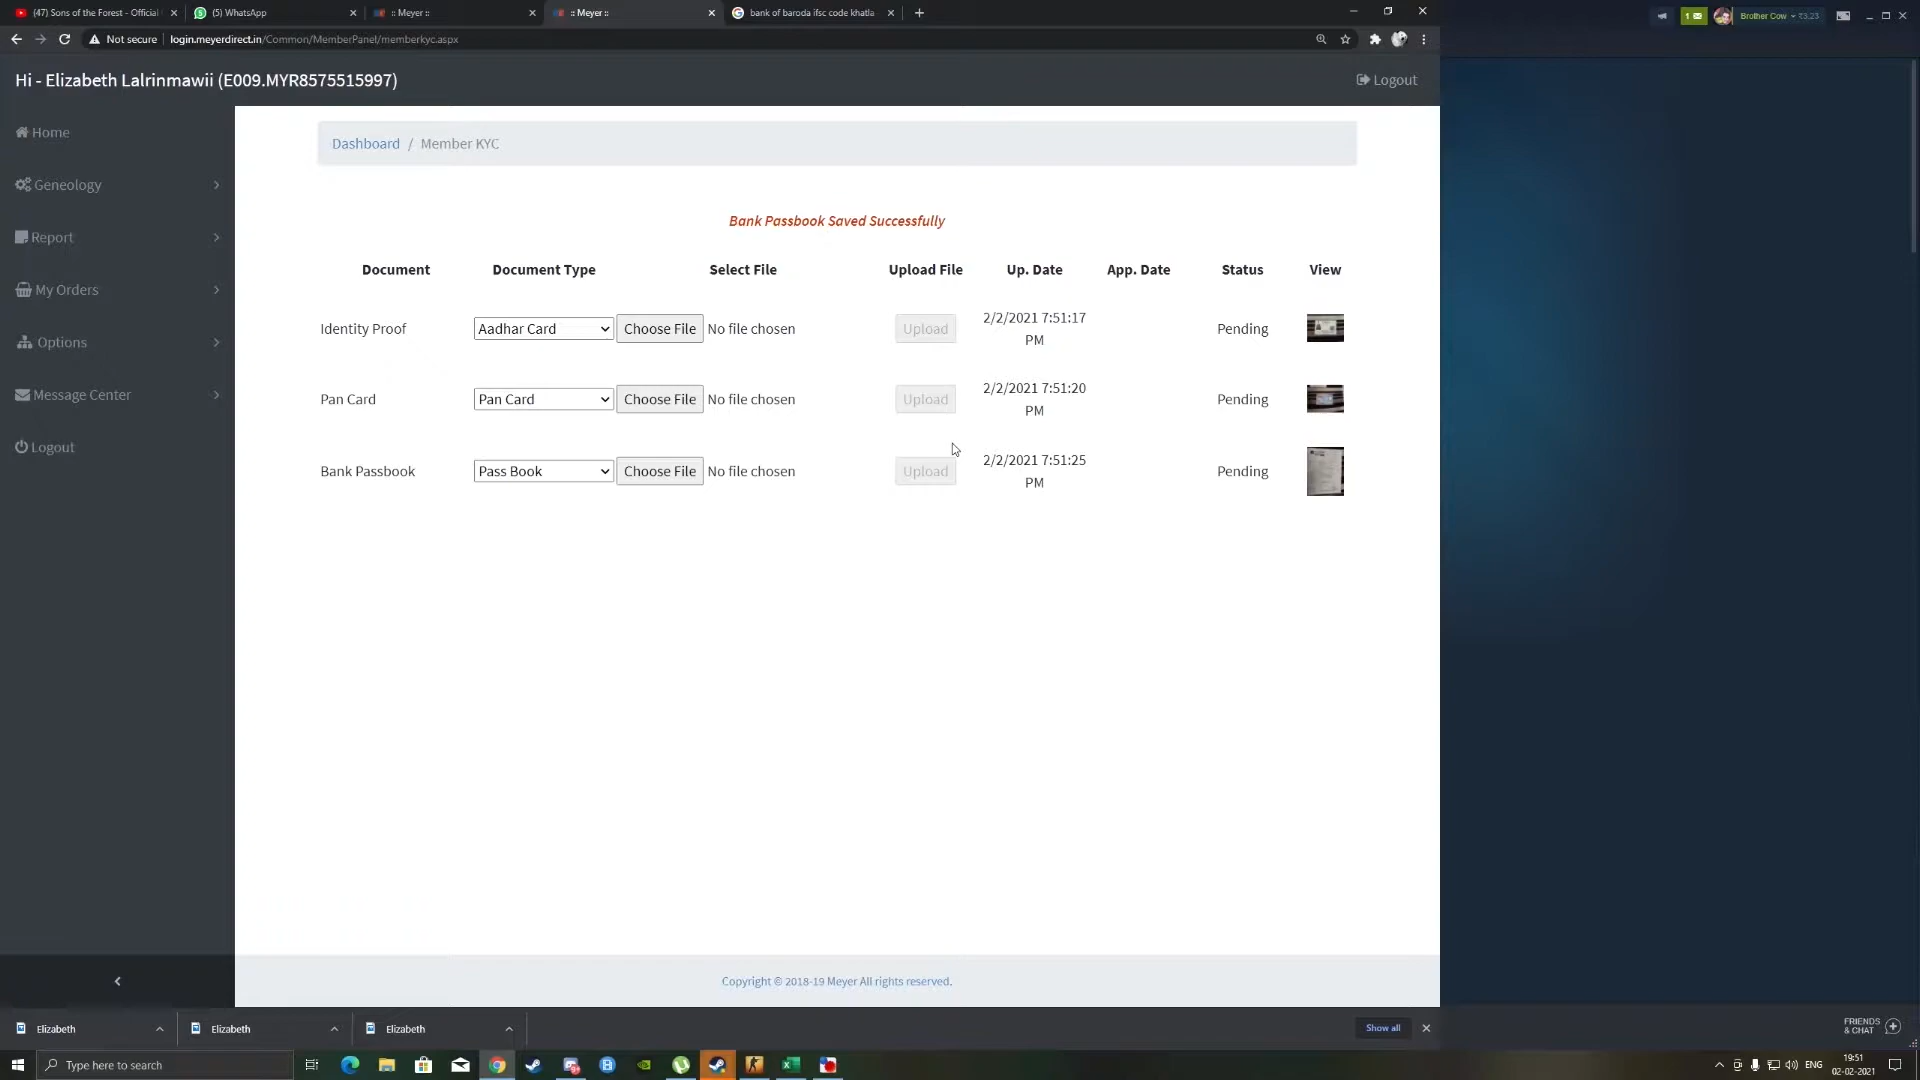 (47) Sons of the Forest - Official
(5) WhatsApp
:: Meyer ::
:: Meyer ::
bank of baroda ifsc code khatla
Not secure
login.meyerdirect.in/Common/MemberPanel/memberkyc.aspx
1
Brother Cow
₹3.23
Hi - Elizabeth Lalrinmawii (E009.MYR8575515997)
Logout
Home
Geneology
Report
My Orders
Options
Message Center
Logout
Dashboard / Member KYC
Bank Passbook Saved Successfully
Document Document Type Select File Upload File Up. Date App. Date Status View
Identity Proof Aadhar Card Choose File No file chosen Upload 2/2/2021 7:51:17 PM Pending
Pan Card Pan Card Choose File No file chosen Upload 2/2/2021 7:51:20 PM Pending
Bank Passbook Pass Book Choose File No file chosen Upload 2/2/2021 7:51:25 PM Pending
Copyright © 2018-19 Meyer All rights reserved.
Elizabeth
Elizabeth
Elizabeth
Show all
FRIENDS
& CHAT
Type here to search
ENG
19:51
02-02-2021